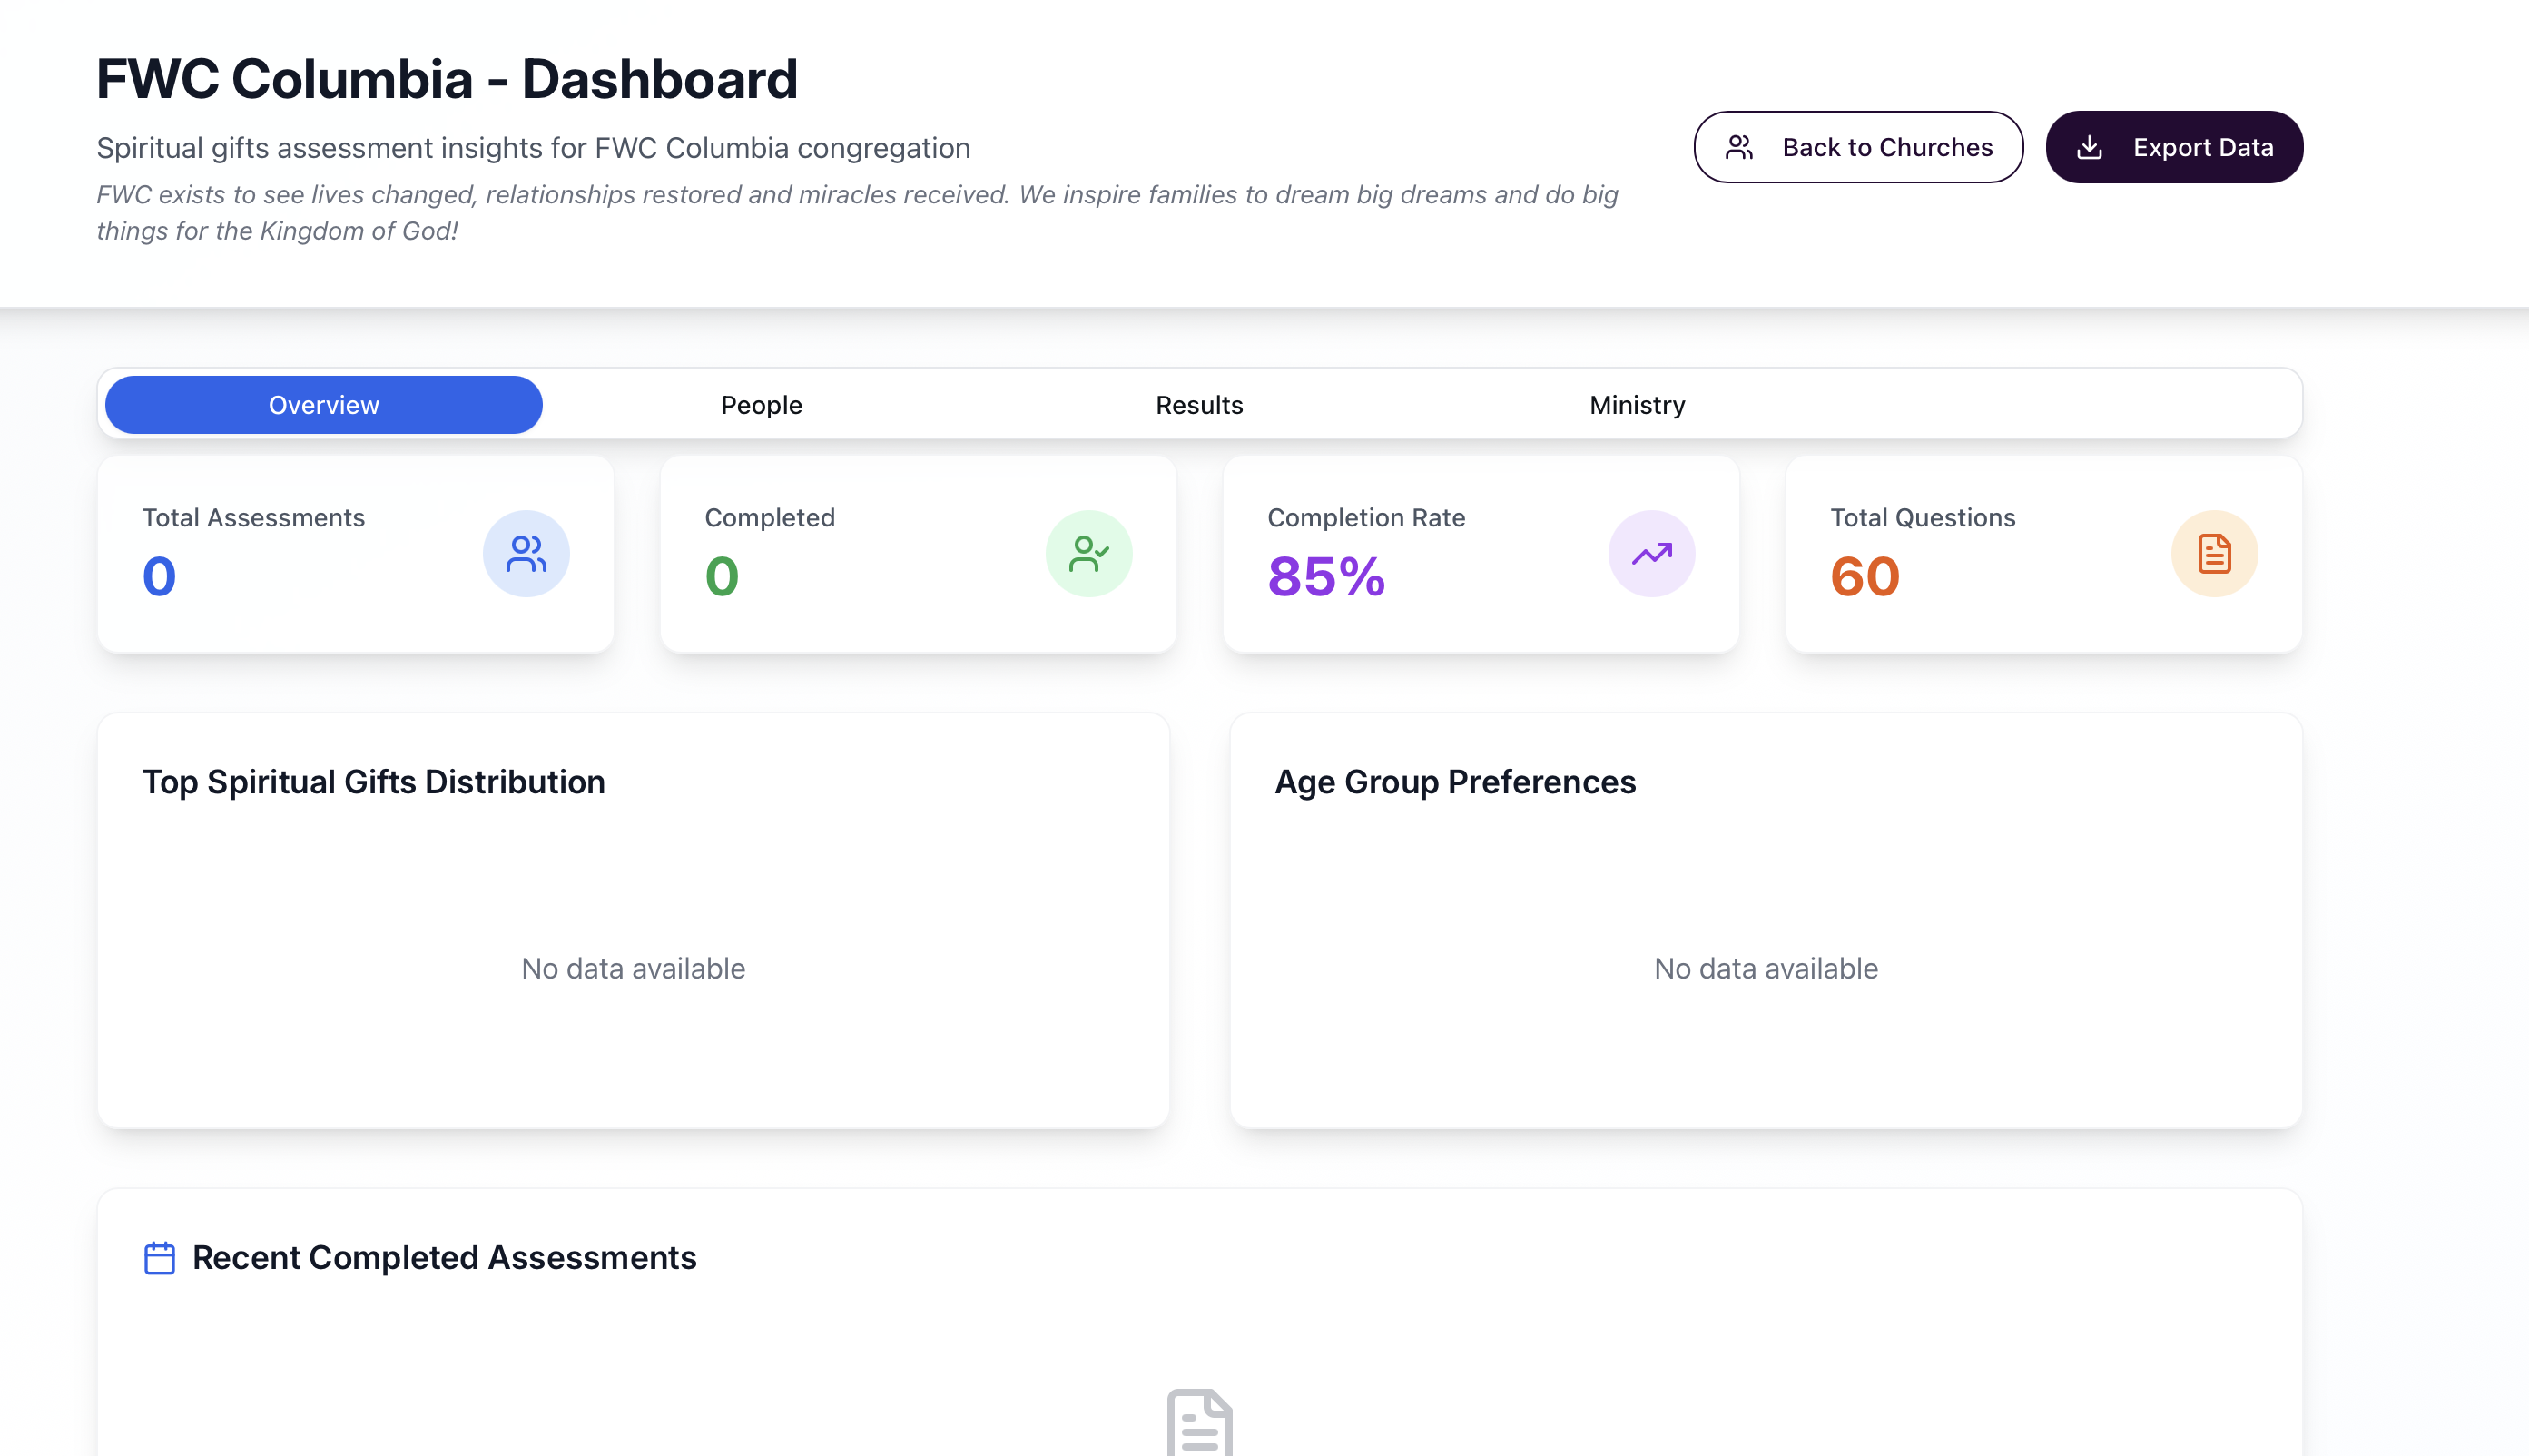 FWC Columbia - Dashboard
Spiritual gifts assessment insights for FWC Columbia congregation
FWC exists to see lives changed, relationships restored and miracles received. We inspire families to dream big dreams and do big
things for the Kingdom of God!
Back to Churches
Export Data
Overview
People
Results
Ministry
Total Assessments
0
Completed
0
Completion Rate
85%
Total Questions
60
Top Spiritual Gifts Distribution
No data available
Age Group Preferences
No data available
Recent Completed Assessments